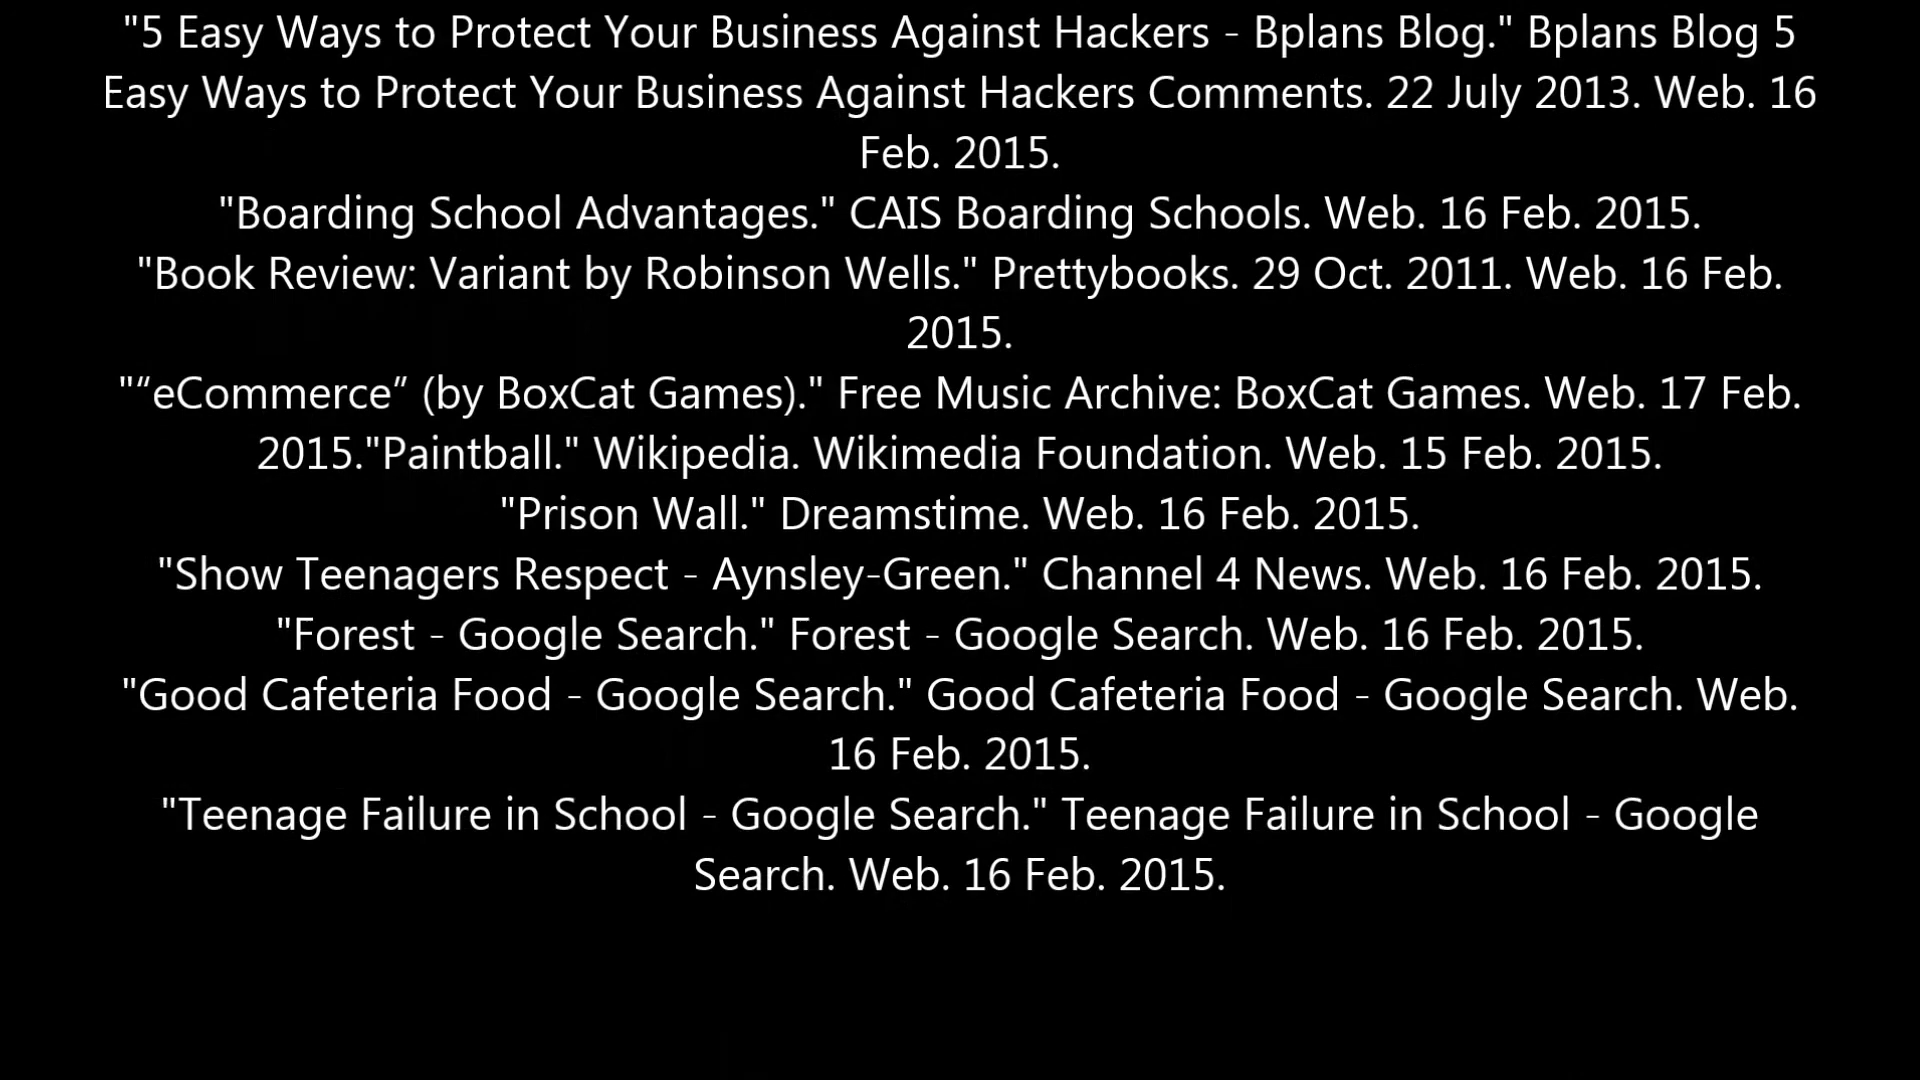 "5 Easy Ways to Protect Your Business Against Hackers - Bplans Blog." Bplans Blog 5
Easy Ways to Protect Your Business Against Hackers Comments. 22 July 2013. Web. 16
Feb. 2015.
"Boarding School Advantages." CAIS Boarding Schools. Web. 16 Feb. 2015.
"Book Review: Variant by Robinson Wells." Prettybooks. 29 Oct. 2011. Web. 16 Feb.
2015.
"“eCommerce” (by BoxCat Games)." Free Music Archive: BoxCat Games. Web. 17 Feb.
2015."Paintball." Wikipedia. Wikimedia Foundation. Web. 15 Feb. 2015.
"Prison Wall." Dreamstime. Web. 16 Feb. 2015.
"Show Teenagers Respect - Aynsley-Green." Channel 4 News. Web. 16 Feb. 2015.
"Forest - Google Search." Forest - Google Search. Web. 16 Feb. 2015.
"Good Cafeteria Food - Google Search." Good Cafeteria Food - Google Search. Web.
16 Feb. 2015.
"Teenage Failure in School - Google Search." Teenage Failure in School - Google
Search. Web. 16 Feb. 2015.